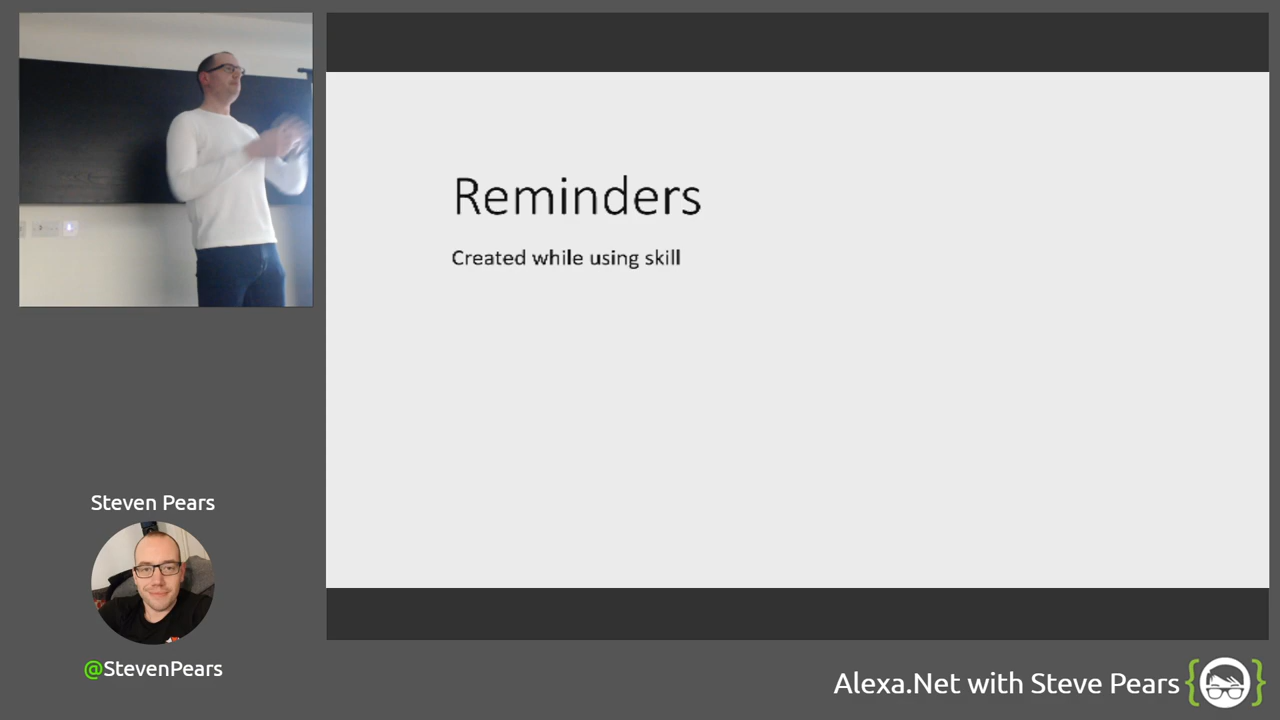 Reminders
Created while using skill
Steven Pears
@StevenPears
Alexa.Net with Steve Pears